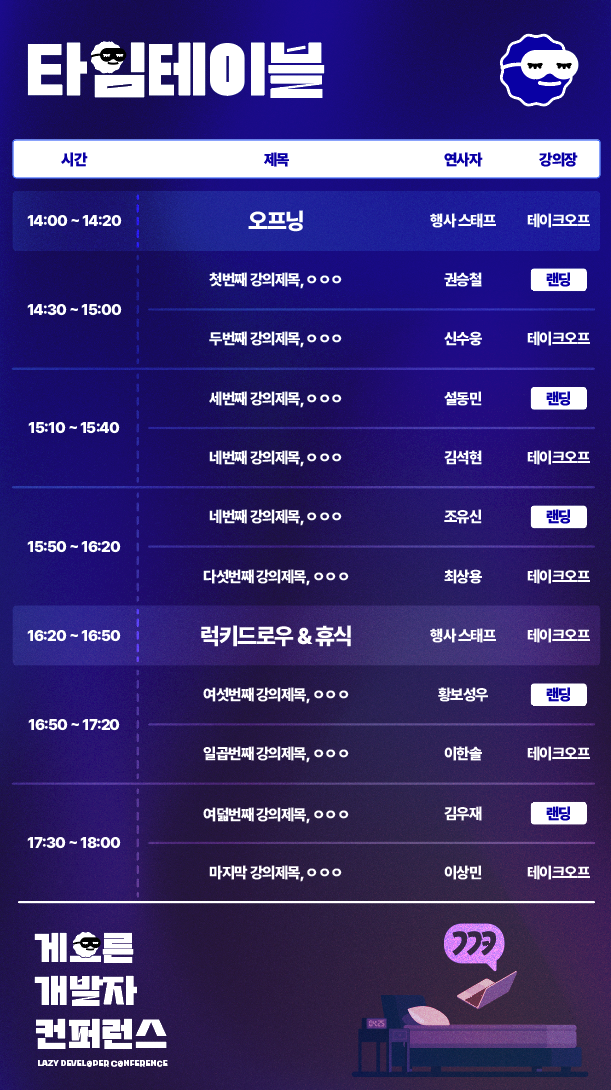 타임테이블
시간 제목 연사자 강의장
14:00 ~ 14:20 오프닝 행사 스태프 테이크오프
14:30 ~ 15:00
첫번째 강의제목, ㅇㅇㅇ 권승철 랜딩
두번째 강의제목, ㅇㅇㅇ 신수웅 테이크오프
15:10 ~ 15:40
세번째 강의제목, ㅇㅇㅇ 설동민 랜딩
네번째 강의제목, ㅇㅇㅇ 김석현 테이크오프
15:50 ~ 16:20
네번째 강의제목, ㅇㅇㅇ 조유신 랜딩
다섯번째 강의제목, ㅇㅇㅇ 최상용 테이크오프
16:20 ~ 16:50 럭키드로우 & 휴식 행사 스태프 테이크오프
16:50 ~ 17:20
여섯번째 강의제목, ㅇㅇㅇ 황보성우 랜딩
일곱번째 강의제목, ㅇㅇㅇ 이한솔 테이크오프
17:30 ~ 18:00
여덟번째 강의제목, ㅇㅇㅇ 김우재 랜딩
마지막 강의제목, ㅇㅇㅇ 이상민 테이크오프
게으른
개발자
컨퍼런스
LAZY DEVELOPER CONFERENCE
ㄱㄱㅋ
04:25